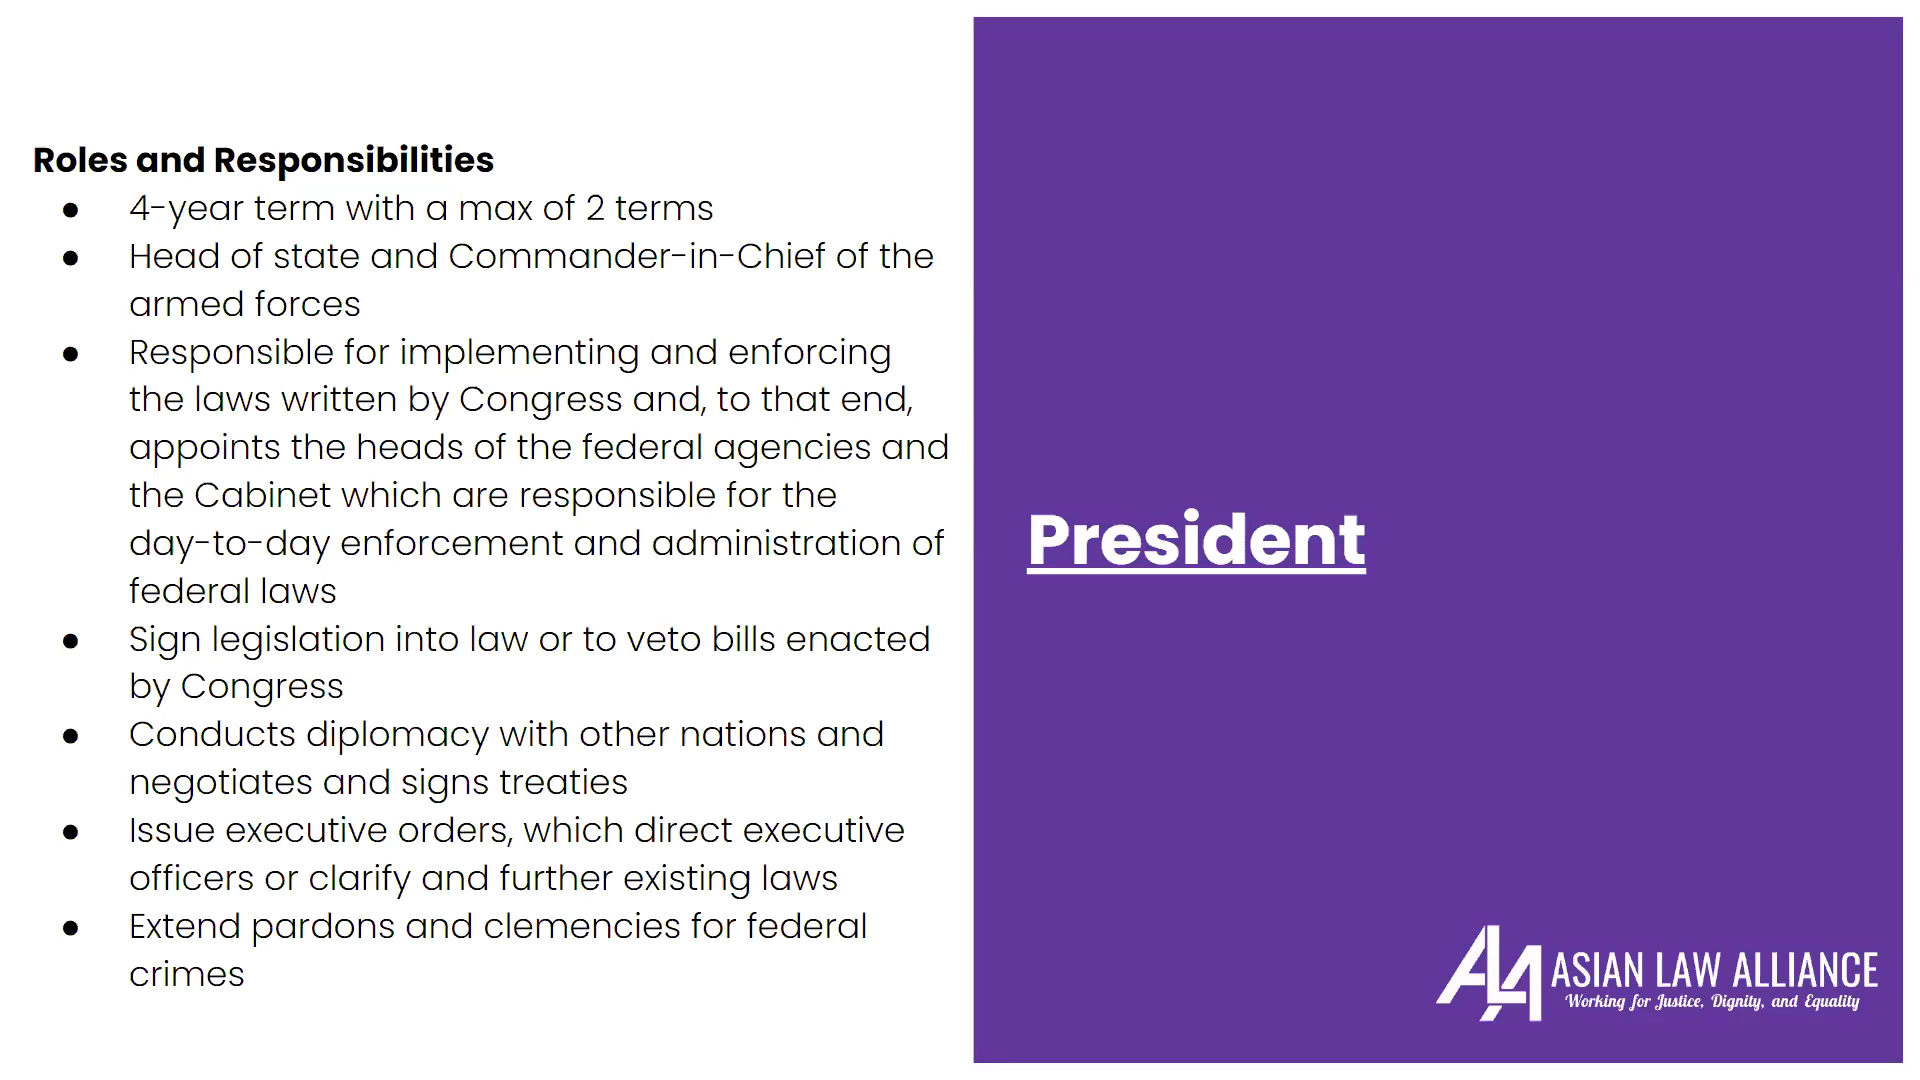 Roles and Responsibilities
● 4-year term with a max of 2 terms
● Head of state and Commander-in-Chief of the
armed forces
● Responsible for implementing and enforcing
the laws written by Congress and, to that end,
appoints the heads of the federal agencies and
the Cabinet which are responsible for the
day-to-day enforcement and administration of
federal laws
● Sign legislation into law or to veto bills enacted
by Congress
● Conducts diplomacy with other nations and
negotiates and signs treaties
● Issue executive orders, which direct executive
officers or clarify and further existing laws
● Extend pardons and clemencies for federal
crimes
President
ALA ASIAN LAW ALLIANCE
Working for Justice, Dignity, and Equality